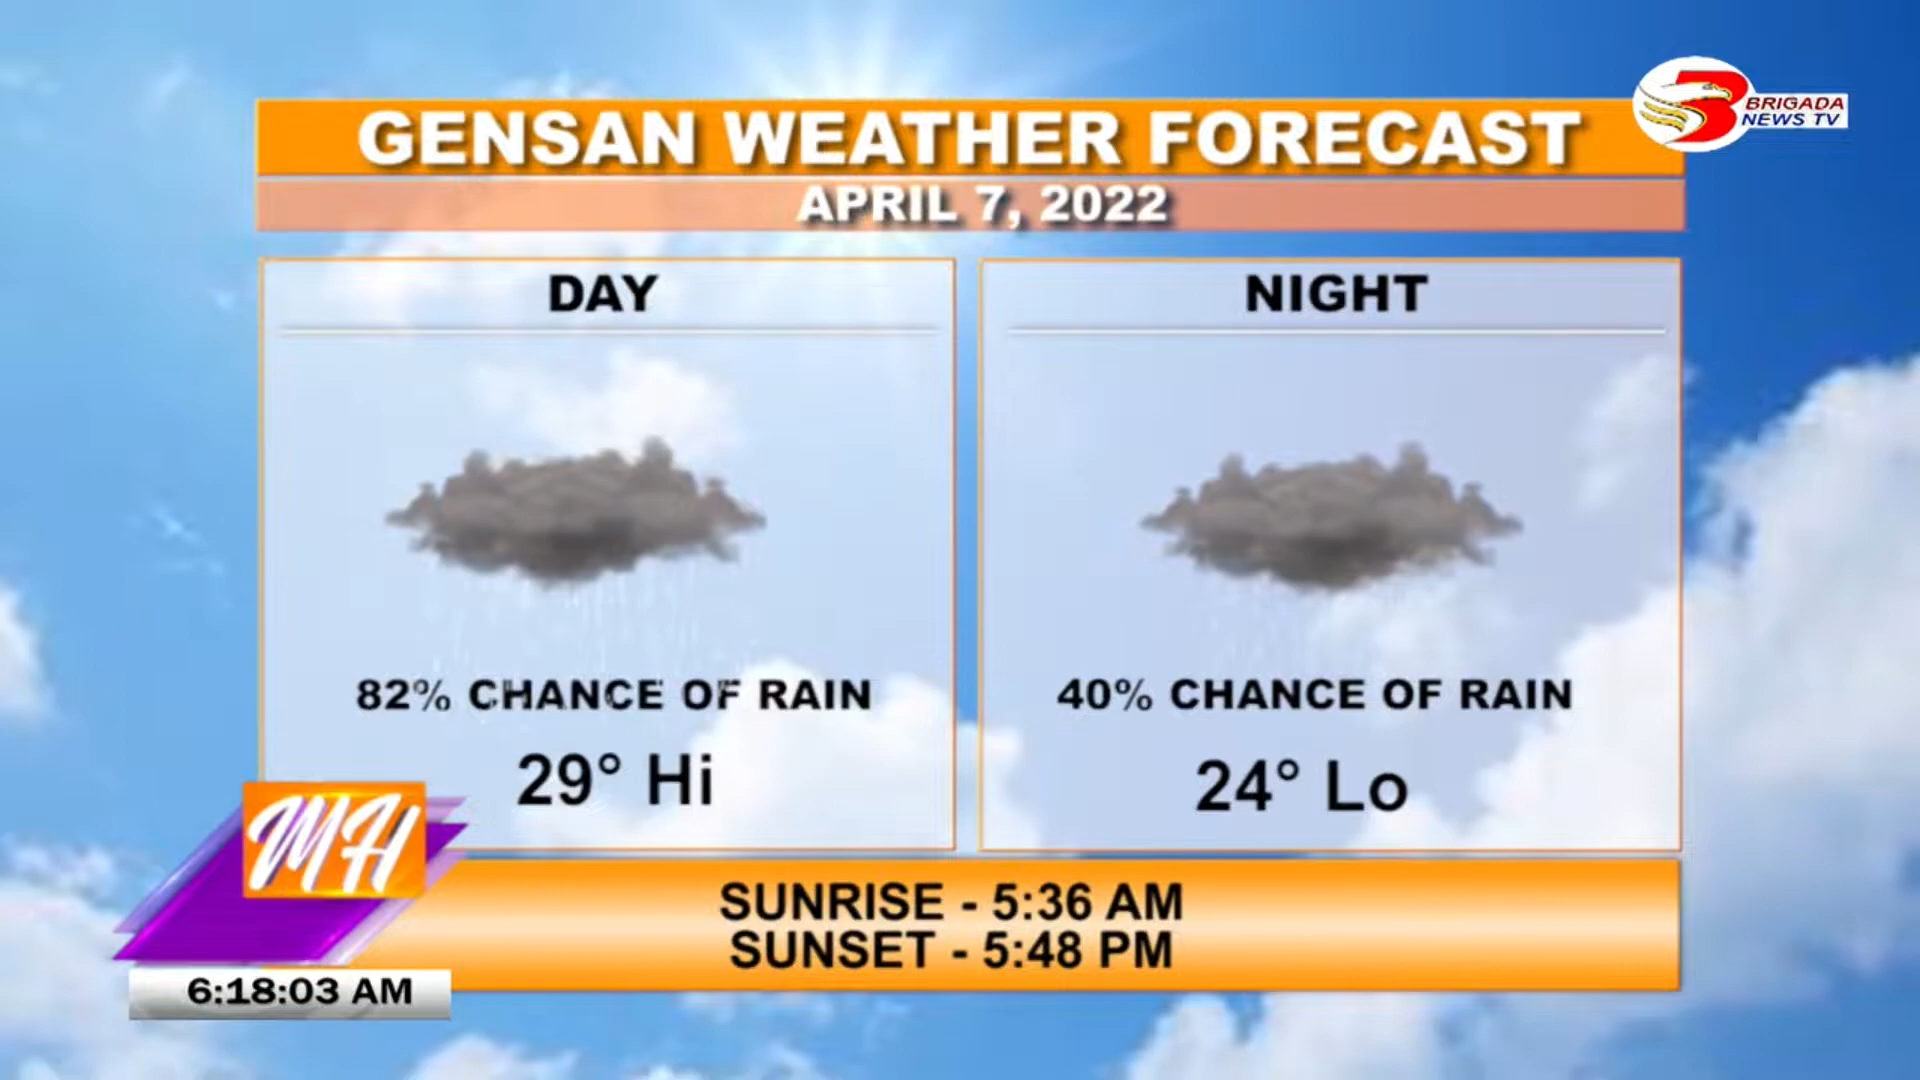 GENSAN WEATHER FORECAST
BRIGADA
NEWS TV
APRIL 7, 2022
DAY
NIGHT
82% CHANCE OF RAIN
40% CHANCE OF RAIN
29° Hi
24° Lo
MH
SUNRISE - 5:36 AM
SUNSET - 5:48 PM
6:18:03 AM